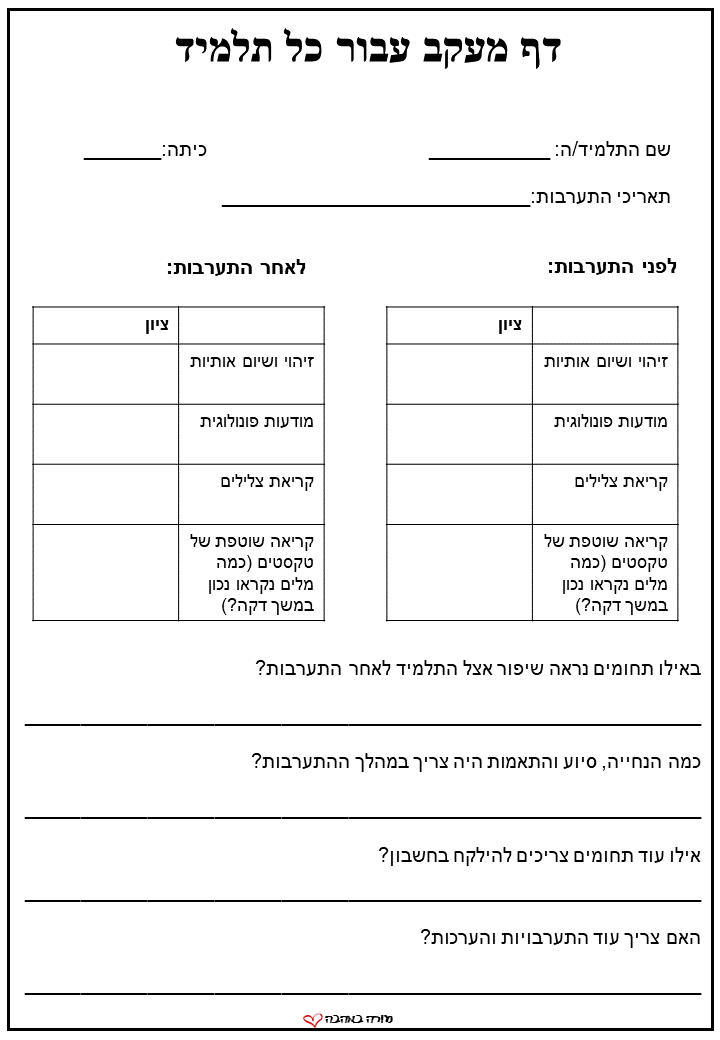 דף מעקב עבור כל תלמיד
שם התלמיד/ה: ___________ כיתה:_______
תאריכי התערבות:____________________________
לפני התערבות:
ציון
זיהוי ושיום אותיות
מודעות פונולוגית
קריאת צלילים
קריאה שוטפת של
טקסטים (כמה
מלים נקראו נכון
במשך דקה?)
לאחר התערבות:
ציון
זיהוי ושיום אותיות
מודעות פונולוגית
קריאת צלילים
קריאה שוטפת של
טקסטים (כמה
מלים נקראו נכון
במשך דקה?)
באילו תחומים נראה שיפור אצל התלמיד לאחר התערבות?
כמה הנחייה, סיוע והתאמות היה צריך במהלך ההתערבות?
אילו עוד תחומים צריכים להילקח בחשבון?
האם צריך עוד התערבויות והערכות?
מורה באהבה